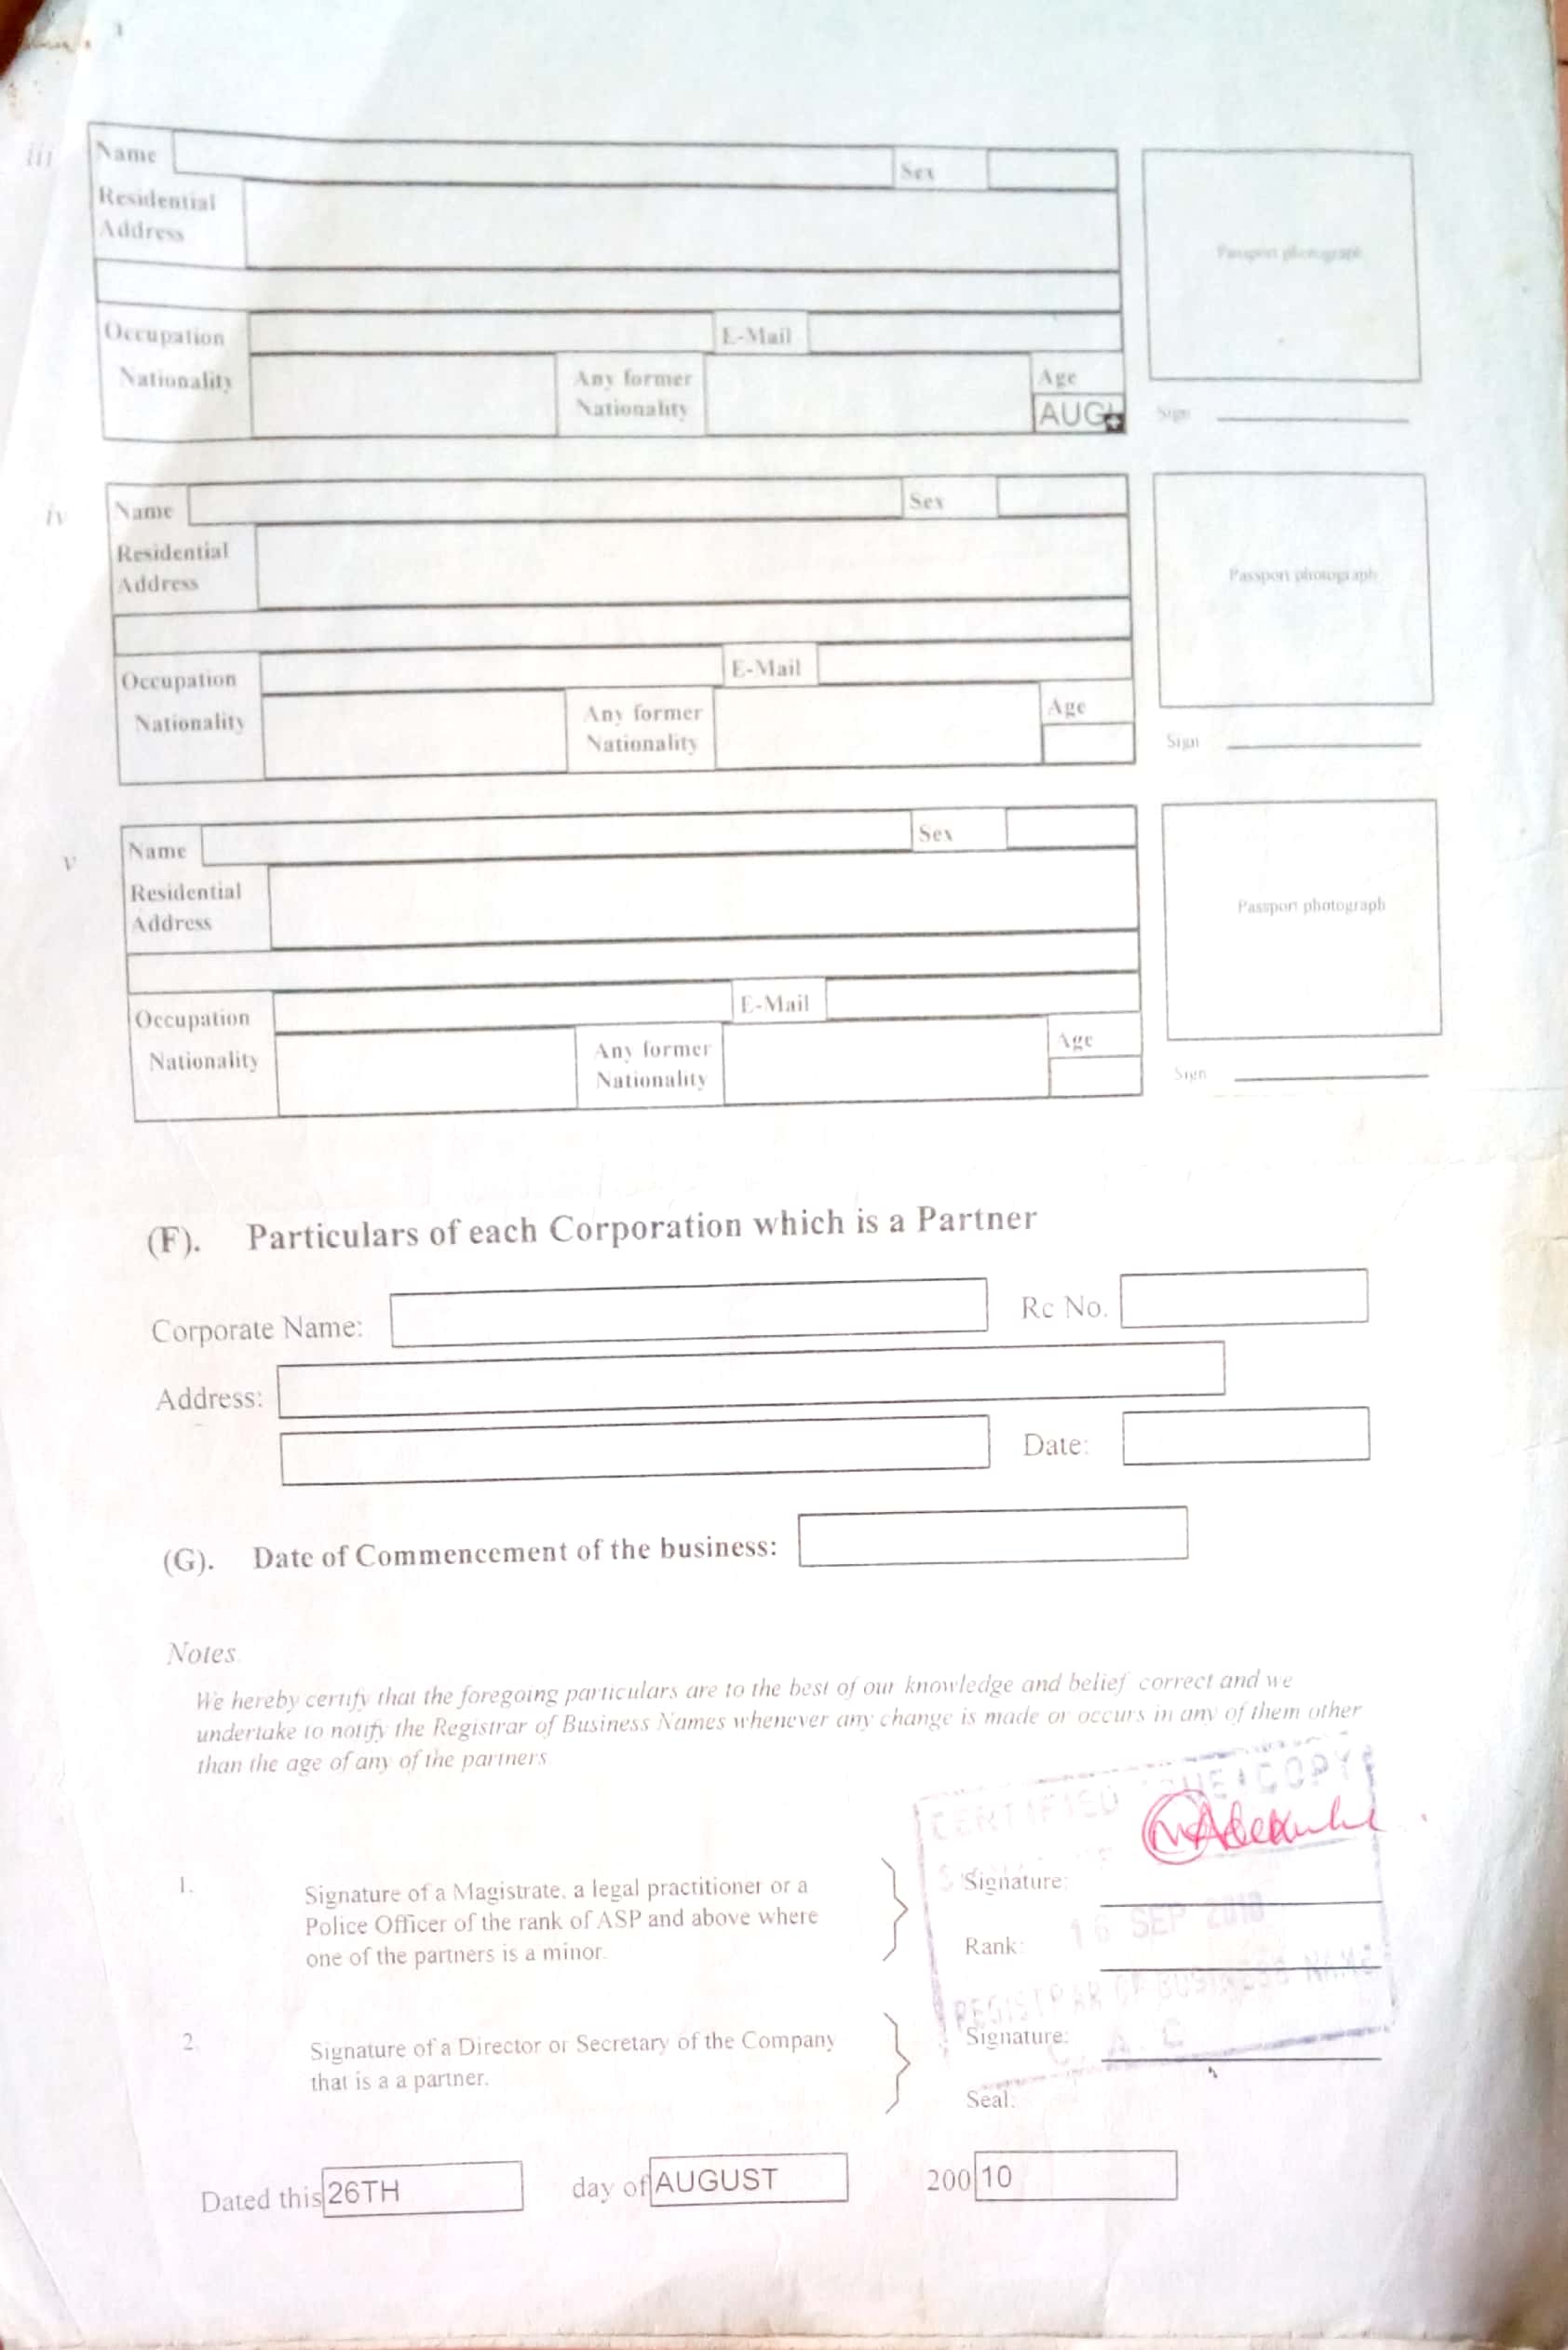 iii
Name
Sex
Residential
Address
Passport photograph
Occupation
E-Mail
Nationality
Any former
Nationality
Age
AUG
Sign
iv
Name
Sex
Residential
Address
Passport photograph
Occupation
E-Mail
Nationality
Any former
Nationality
Age
Sign
v
Name
Sex
Residential
Address
Passport photograph
Occupation
E-Mail
Nationality
Any former
Nationality
Age
Sign
(F). Particulars of each Corporation which is a Partner
Corporate Name: Rc No.
Address:
Date:
(G). Date of Commencement of the business:
Notes
We hereby certify that the foregoing particulars are to the best of our knowledge and belief correct and we
undertake to notify the Registrar of Business Names whenever any change is made or occurs in any of them other
than the age of any of the partners
CERTIFIED TRUE COPY
1. Signature of a Magistrate, a legal practitioner or a
Police Officer of the rank of ASP and above where
one of the partners is a minor.
Signature:
16 SEP 2010
Rank:
REGISTRAR OF BUSINESS NAME
2. Signature of a Director or Secretary of the Company
that is a a partner.
Signature:
C. A. C
Seal:
Dated this 26TH day of AUGUST 200 10